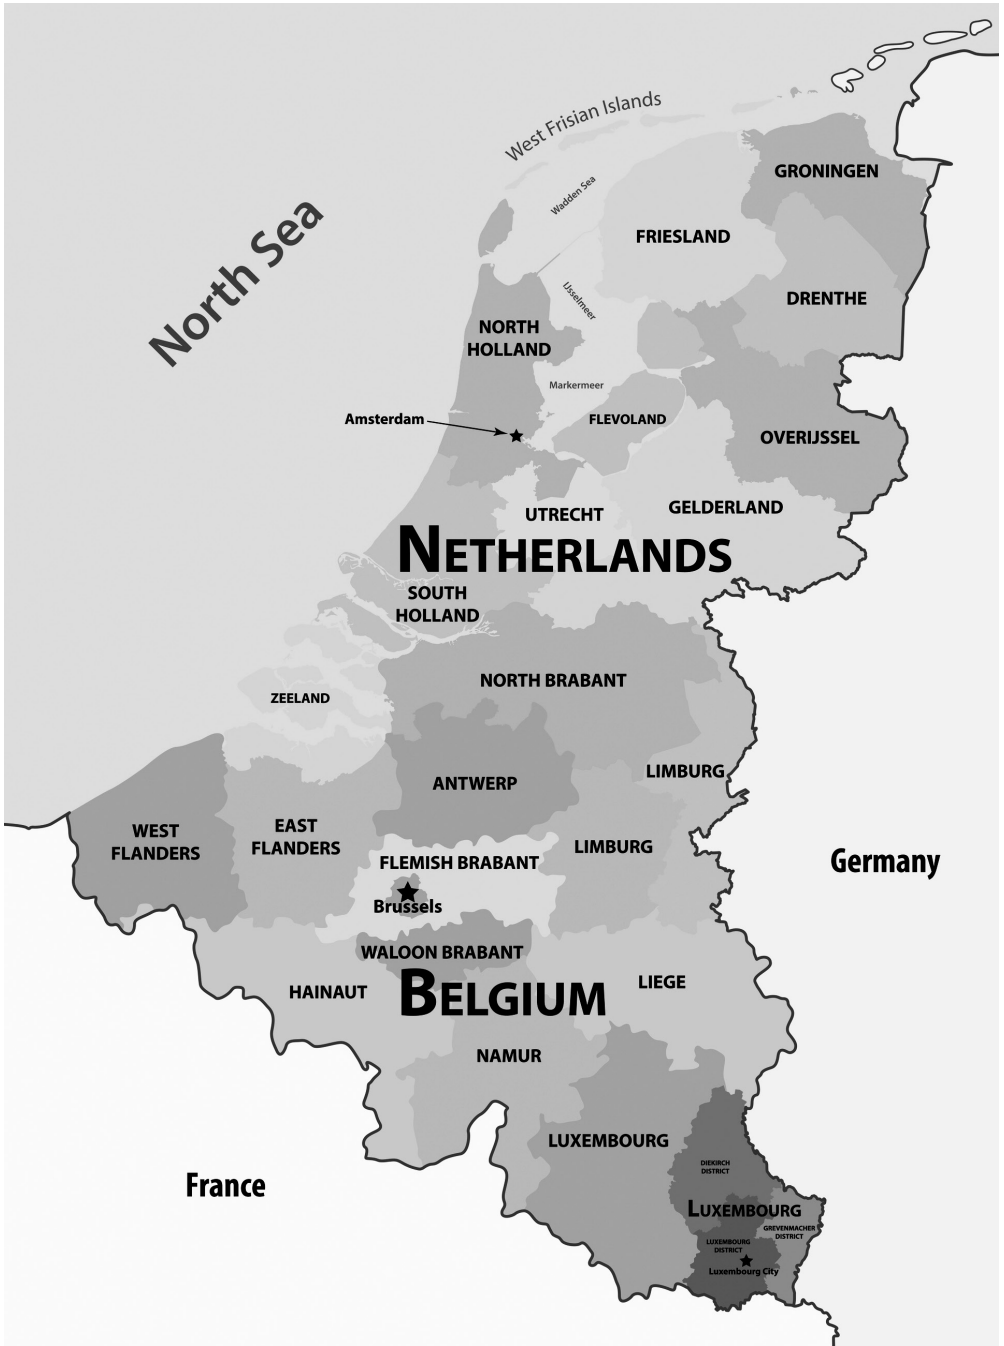 West Frisian Islands
GRONINGEN
Wadden Sea
North Sea
FRIESLAND
DRENTHE
IJsselmeer
NORTH
HOLLAND
Markermeer
Amsterdam
FLEVOLAND
OVERIJSSEL
GELDERLAND
UTRECHT
NETHERLANDS
SOUTH
HOLLAND
NORTH BRABANT
ZEELAND
LIMBURG
ANTWERP
WEST
FLANDERS
EAST
FLANDERS
LIMBURG
FLEMISH BRABANT
Germany
Brussels
WALOON BRABANT
HAINAUT
BELGIUM
LIEGE
NAMUR
LUXEMBOURG
DIEKIRCH
DISTRICT
France
LUXEMBOURG
GREVENMACHER
DISTRICT
LUXEMBOURG
DISTRICT
Luxembourg City